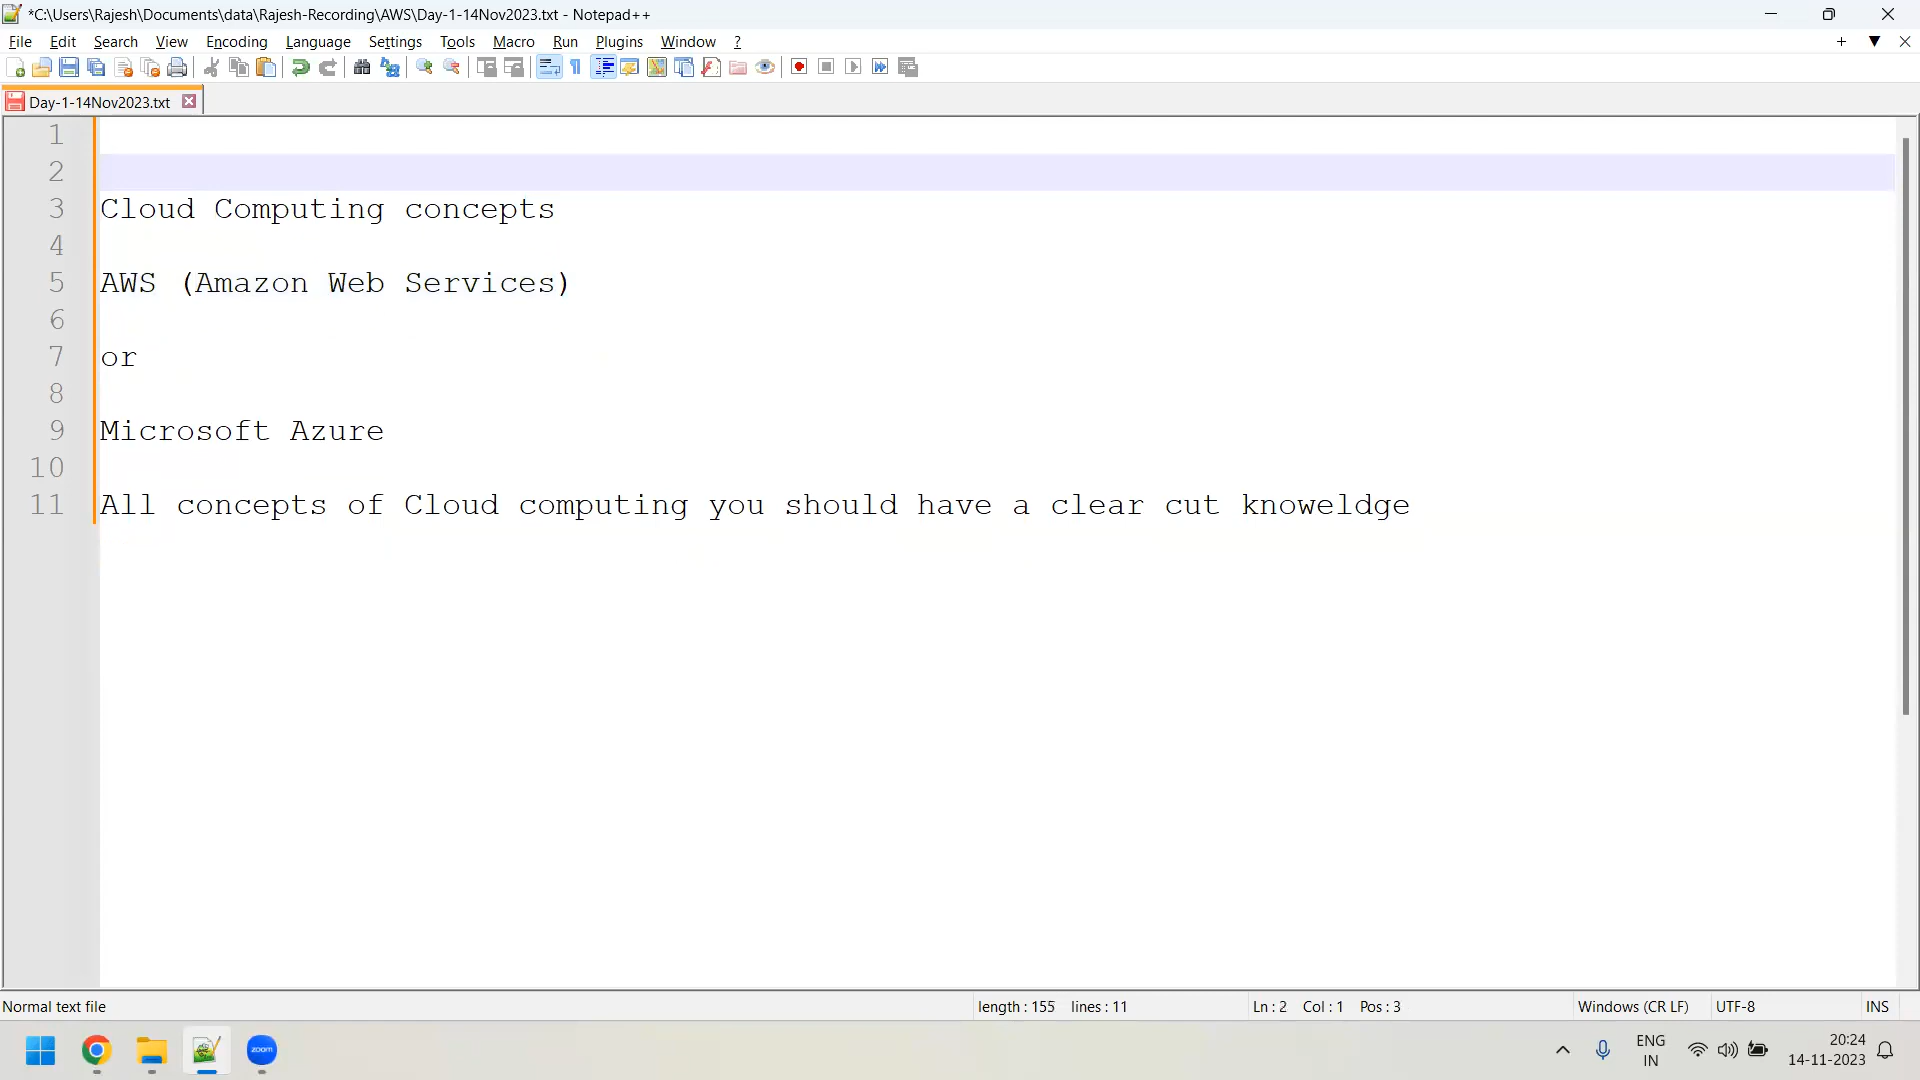 *C:\Users\Rajesh\Documents\data\Rajesh-Recording\AWS\Day-1-14Nov2023.txt - Notepad++
File Edit Search View Encoding Language Settings Tools Macro Run Plugins Window ?
Day-1-14Nov2023.txt
1
2
3 Cloud Computing concepts
4
5 AWS (Amazon Web Services)
6
7 or
8
9 Microsoft Azure
10
11 All concepts of Cloud computing you should have a clear cut knoweldge
Normal text file length : 155 lines : 11 Ln : 2 Col : 1 Pos : 3 Windows (CR LF) UTF-8 INS
zoom
ENG 20:24
IN 14-11-2023